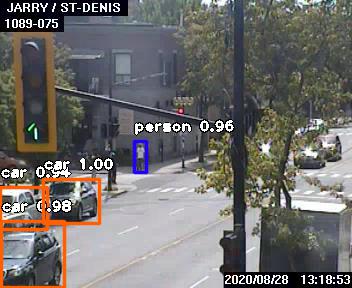 JARRY / ST-DENIS
1089-075
person 0.96
car 1.00
car 0.94
car 0.98
2020/08/28 13:18:53